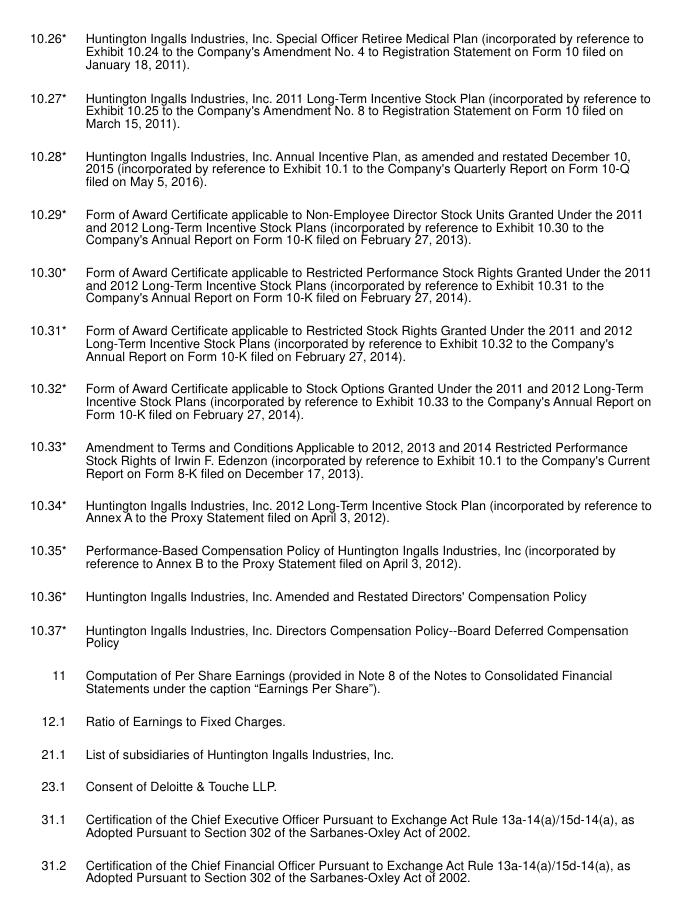 10.26* Huntington Ingalls Industries, Inc. Special Officer Retiree Medical Plan (incorporated by reference to
Exhibit 10.24 to the Company's Amendment No. 4 to Registration Statement on Form 10 filed on
January 18, 2011).
10.27* Huntington Ingalls Industries, Inc. 2011 Long-Term Incentive Stock Plan (incorporated by reference to
Exhibit 10.25 to the Company's Amendment No. 8 to Registration Statement on Form 10 filed on
March 15, 2011).
10.28* Huntington Ingalls Industries, Inc. Annual Incentive Plan, as amended and restated December 10,
2015 (incorporated by reference to Exhibit 10.1 to the Company's Quarterly Report on Form 10-Q
filed on May 5, 2016).
10.29* Form of Award Certificate applicable to Non-Employee Director Stock Units Granted Under the 2011
and 2012 Long-Term Incentive Stock Plans (incorporated by reference to Exhibit 10.30 to the
Company's Annual Report on Form 10-K filed on February 27, 2013).
10.30* Form of Award Certificate applicable to Restricted Performance Stock Rights Granted Under the 2011
and 2012 Long-Term Incentive Stock Plans (incorporated by reference to Exhibit 10.31 to the
Company's Annual Report on Form 10-K filed on February 27, 2014).
10.31* Form of Award Certificate applicable to Restricted Stock Rights Granted Under the 2011 and 2012
Long-Term Incentive Stock Plans (incorporated by reference to Exhibit 10.32 to the Company's
Annual Report on Form 10-K filed on February 27, 2014).
10.32* Form of Award Certificate applicable to Stock Options Granted Under the 2011 and 2012 Long-Term
Incentive Stock Plans (incorporated by reference to Exhibit 10.33 to the Company's Annual Report on
Form 10-K filed on February 27, 2014).
10.33* Amendment to Terms and Conditions Applicable to 2012, 2013 and 2014 Restricted Performance
Stock Rights of Irwin F. Edenzon (incorporated by reference to Exhibit 10.1 to the Company's Current
Report on Form 8-K filed on December 17, 2013).
10.34* Huntington Ingalls Industries, Inc. 2012 Long-Term Incentive Stock Plan (incorporated by reference to
Annex A to the Proxy Statement filed on April 3, 2012).
10.35* Performance-Based Compensation Policy of Huntington Ingalls Industries, Inc (incorporated by
reference to Annex B to the Proxy Statement filed on April 3, 2012).
10.36* Huntington Ingalls Industries, Inc. Amended and Restated Directors' Compensation Policy
10.37* Huntington Ingalls Industries, Inc. Directors Compensation Policy--Board Deferred Compensation
Policy
11 Computation of Per Share Earnings (provided in Note 8 of the Notes to Consolidated Financial
Statements under the caption “Earnings Per Share”).
12.1 Ratio of Earnings to Fixed Charges.
21.1 List of subsidiaries of Huntington Ingalls Industries, Inc.
23.1 Consent of Deloitte & Touche LLP.
31.1 Certification of the Chief Executive Officer Pursuant to Exchange Act Rule 13a-14(a)/15d-14(a), as
Adopted Pursuant to Section 302 of the Sarbanes-Oxley Act of 2002.
31.2 Certification of the Chief Financial Officer Pursuant to Exchange Act Rule 13a-14(a)/15d-14(a), as
Adopted Pursuant to Section 302 of the Sarbanes-Oxley Act of 2002.